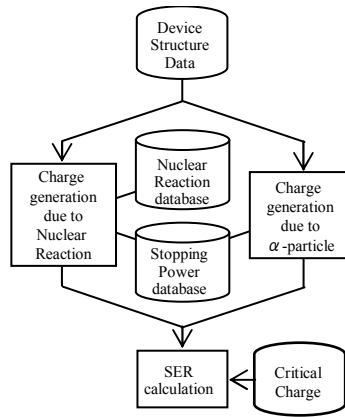 Device
Structure
Data
Nuclear
Reaction
database
Charge
generation
due to
Nuclear
Reaction
Charge
generation
due to
α-particle
Stopping
Power
database
SER
calculation
Critical
Charge